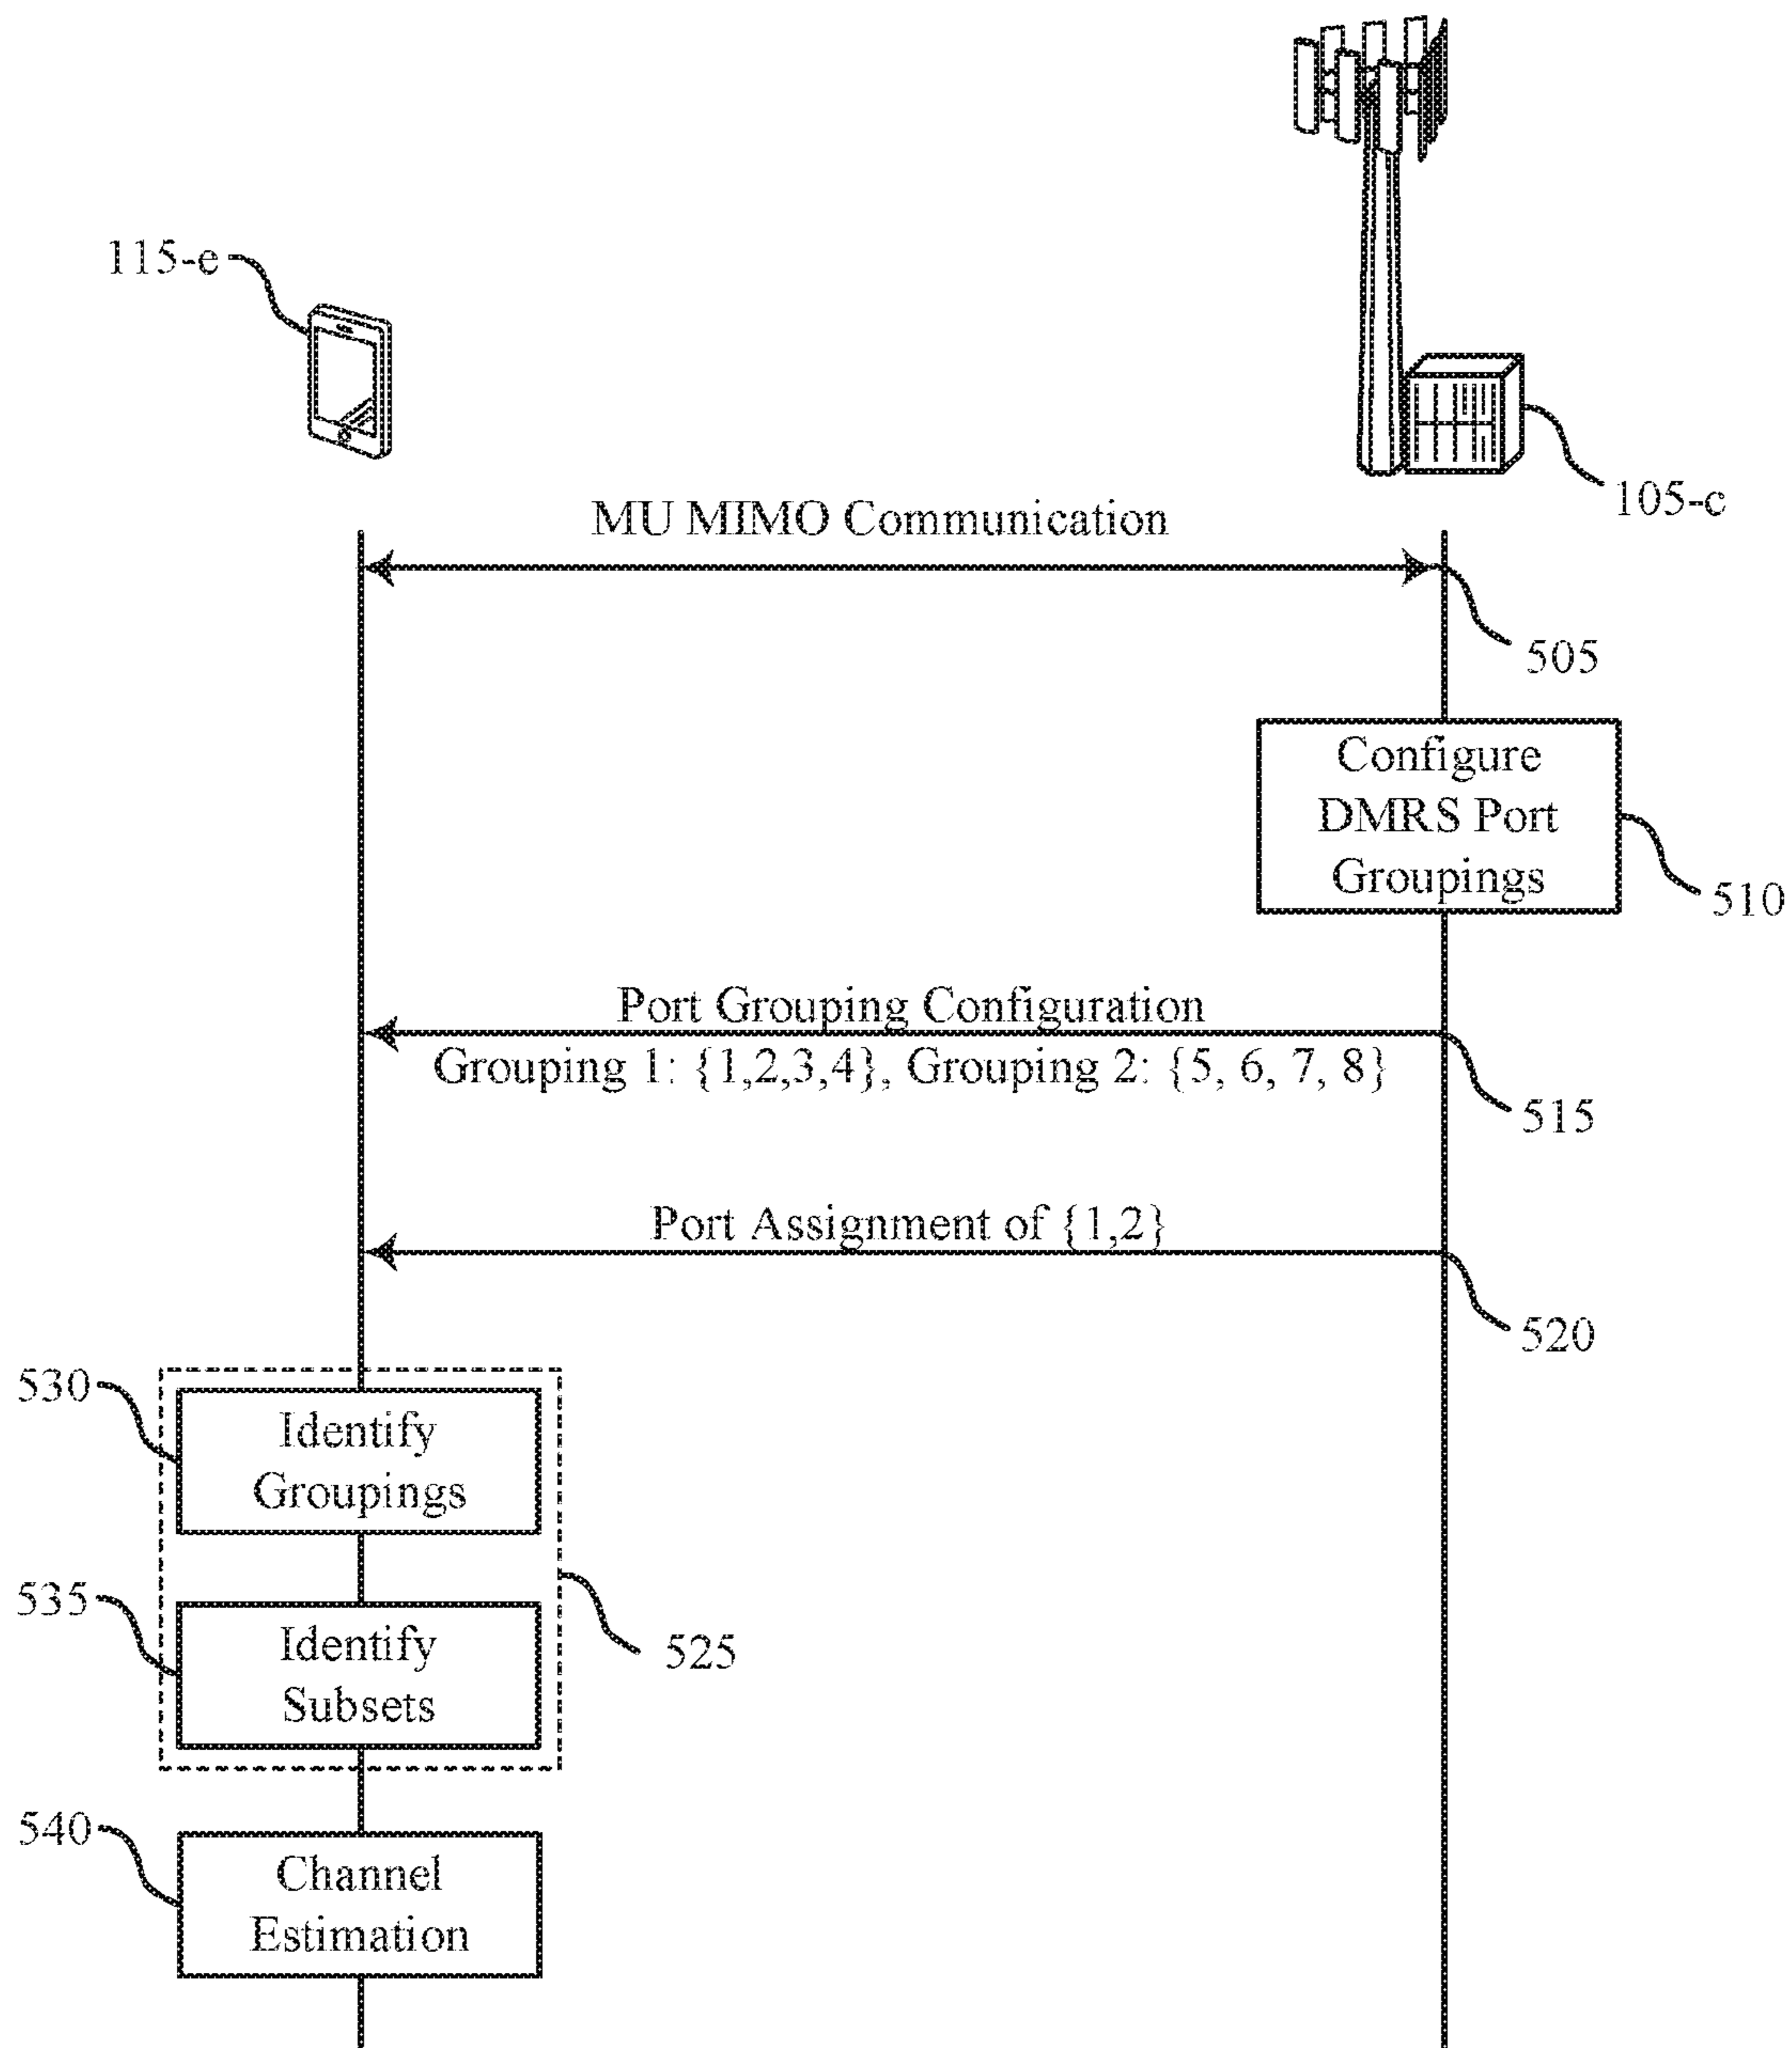 115-e
105-c
MU MIMO Communication
505
Configure
DMRS Port
Groupings
510
Port Grouping Configuration
Grouping 1: {1,2,3,4}, Grouping 2: {5, 6, 7, 8}
515
Port Assignment of {1,2}
520
530
Identify
Groupings
535
Identify
Subsets
525
540
Channel
Estimation